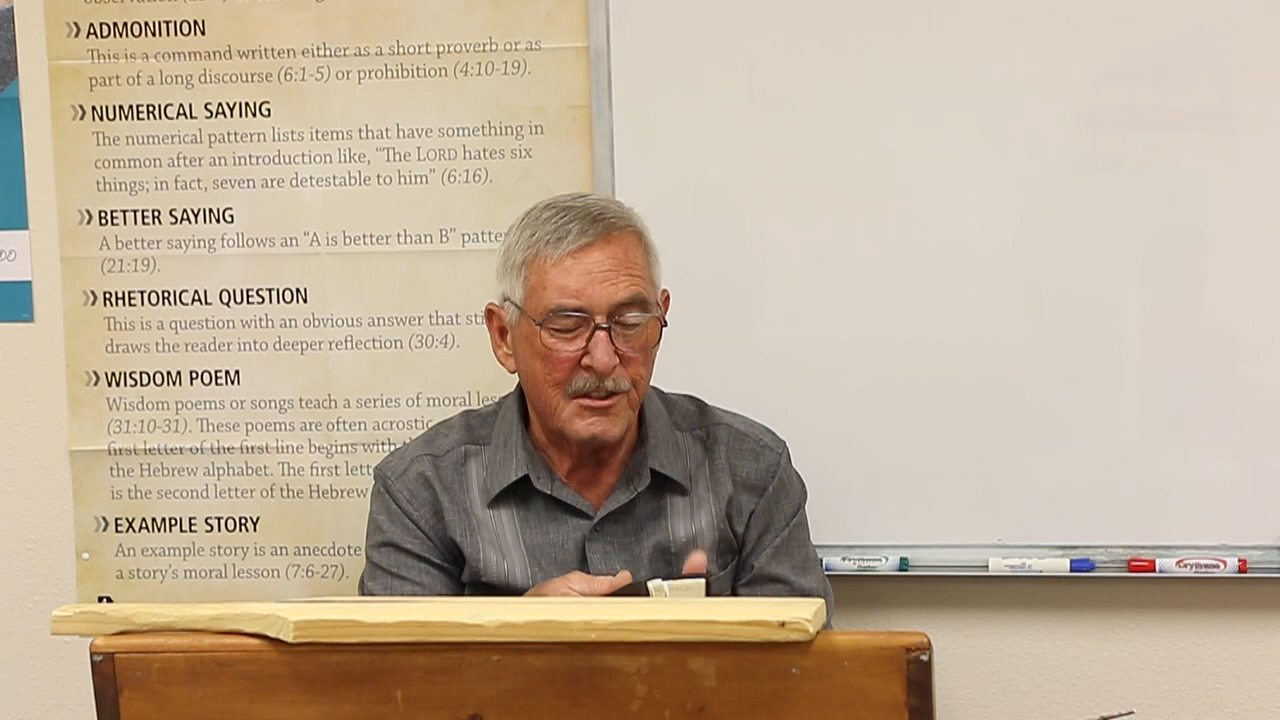 ADMONITION
This is a command written either as a short proverb or as
part of a long discourse (6:1-5) or prohibition (4:10-19).
NUMERICAL SAYING
The numerical pattern lists items that have something in
common after an introduction like, “The LORD hates six
things; in fact, seven are detestable to him” (6:16).
BETTER SAYING
A better saying follows an “A is better than B”
(21:19).
RHETORICAL QUESTION
This is a question with an obvious answer that
draws the reader into deeper reflection (30:4).
WISDOM POEM
Wisdom poems or songs teach a series of moral
(31:10-31). These poems are often acrostic
first letter of the first line begins with
the Hebrew alphabet. The first
is the second letter of the Hebrew
EXAMPLE STORY
An example story is an anecdote
a story’s moral lesson (7:6-27).